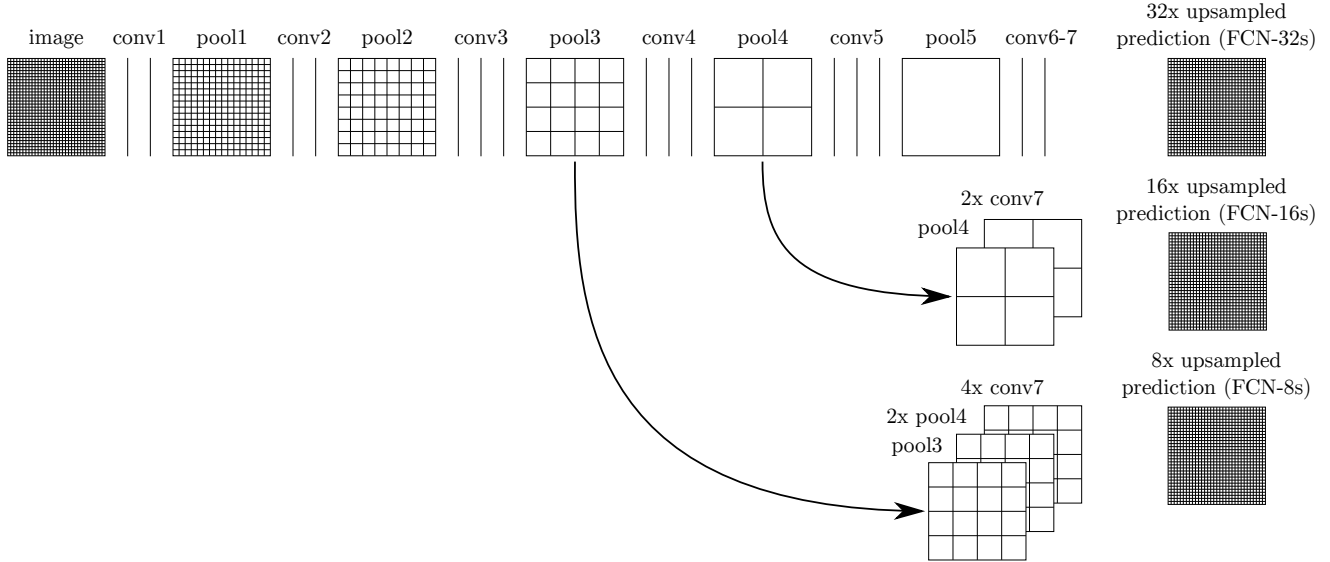 image
conv1
pool1
conv2
pool2
conv3
pool3
conv4
pool4
conv5
pool5
conv6-7
32x upsampled
prediction (FCN-32s)
2x conv7
pool4
16x upsampled
prediction (FCN-16s)
4x conv7
2x pool4
pool3
8x upsampled
prediction (FCN-8s)